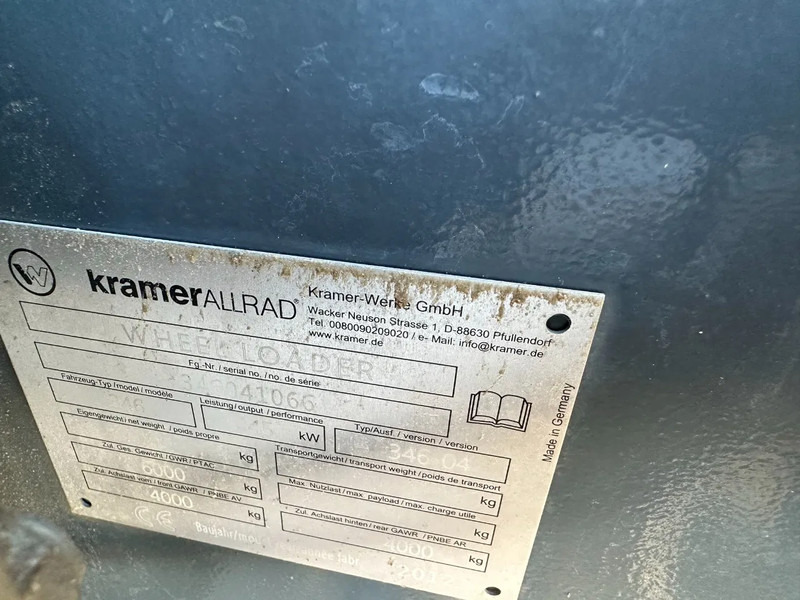 kramerALLRAD®
Kramer-Werke GmbH
Wacker Neuson Strasse 1, D-88630 Pfullendorf
Tel. 0080090209020 / e- Mail: info@kramer.de
www.kramer.de
WHEEL LOADER
Fg.-Nr. / serial no. / no. de série
Fahrzeug-Typ / model / modèle
Leistung / output / performance
kW
Typ/Ausf. / version / version
346 04
Eigengewicht / net weight / poids propre
kg
Transportgewicht / transport weight / poids de transport
kg
Zul. Ges. Gewicht / GWR / PTAC
6000 kg
Max. Nutzlast / max. payload / max. charge utile
kg
Zul. Achslast vorn / front GAWR / PNBE AV
4000 kg
Zul. Achslast hinten / rear GAWR / PNBE AR
4000 kg
CE
Baujahr/
Made in Germany